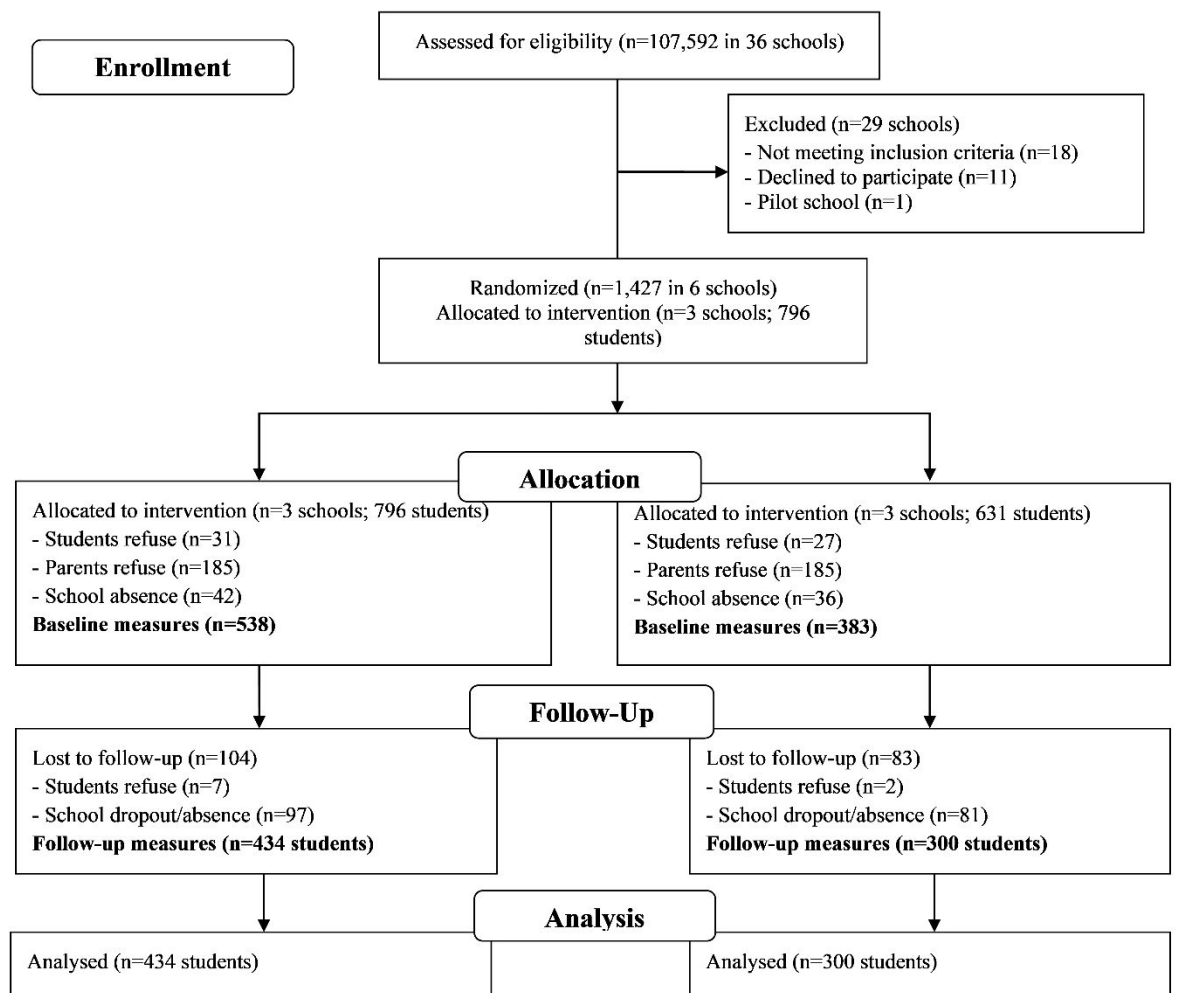 Assessed for eligibility (n=107,592 in 36 schools)
Enrollment
Excluded (n=29 schools)
- Not meeting inclusion criteria (n=18)
- Declined to participate (n=11)
- Pilot school (n=1)
Randomized (n=1,427 in 6 schools)
Allocated to intervention (n=3 schools; 796
students)
Allocation
Allocated to intervention (n=3 schools; 796 students)
- Students refuse (n=31)
- Parents refuse (n=185)
- School absence (n=42)
Baseline measures (n=538)
Allocated to intervention (n=3 schools; 631 students)
- Students refuse (n=27)
- Parents refuse (n=185)
- School absence (n=36)
Baseline measures (n=383)
Follow-Up
Lost to follow-up (n=104)
- Students refuse (n=7)
- School dropout/absence (n=97)
Follow-up measures (n=434 students)
Lost to follow-up (n=83)
- Students refuse (n=2)
- School dropout/absence (n=81)
Follow-up measures (n=300 students)
Analysis
Analysed (n=434 students)
Analysed (n=300 students)